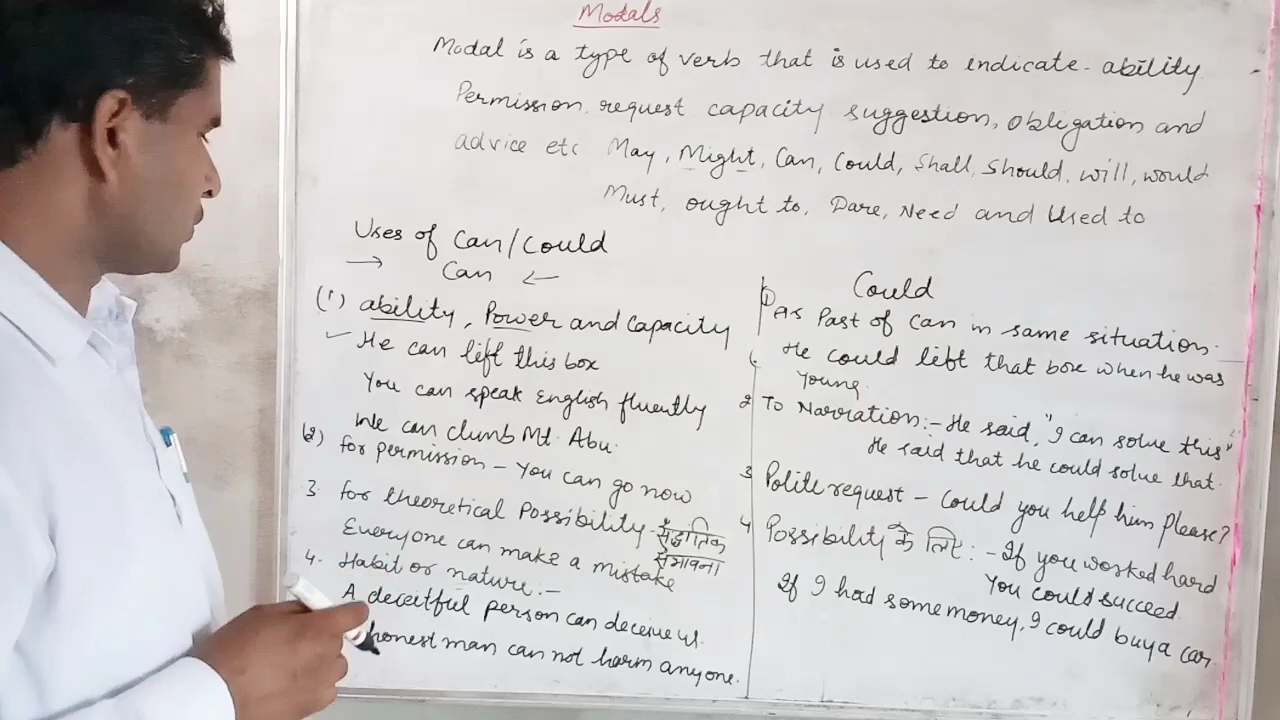 Modals
Modal is a type of verb that is used to indicate - ability
Permission, request capacity suggestion, obligation and
advice etc May, Might, Can, Could, Shall, Should, will, would
Must, ought to, Dare, Need and Used to
Uses of Can/Could
→ Can ←
(1) ability, Power and Capacity
He can left this box
You can speak English fluently
We can climb Mt. Abu.
(2) for permission - You can go now
3. for theoretical Possibility - सैद्धांतिक
संभावना
Everyone can make a mistake
4. Habit or nature:-
A deceitful person can deceive us.
honest man can not harm anyone.
Could
1) As Past of Can in same situation.
He could left that box when he was
Young.
2 To Narration:- He said, "I can solve this"
He said that he could solve that.
3 Polite request - Could you help him please?
4 Possibility के लिए:- If you worked hard
You could succeed.
If I had some money, I could buy a car.